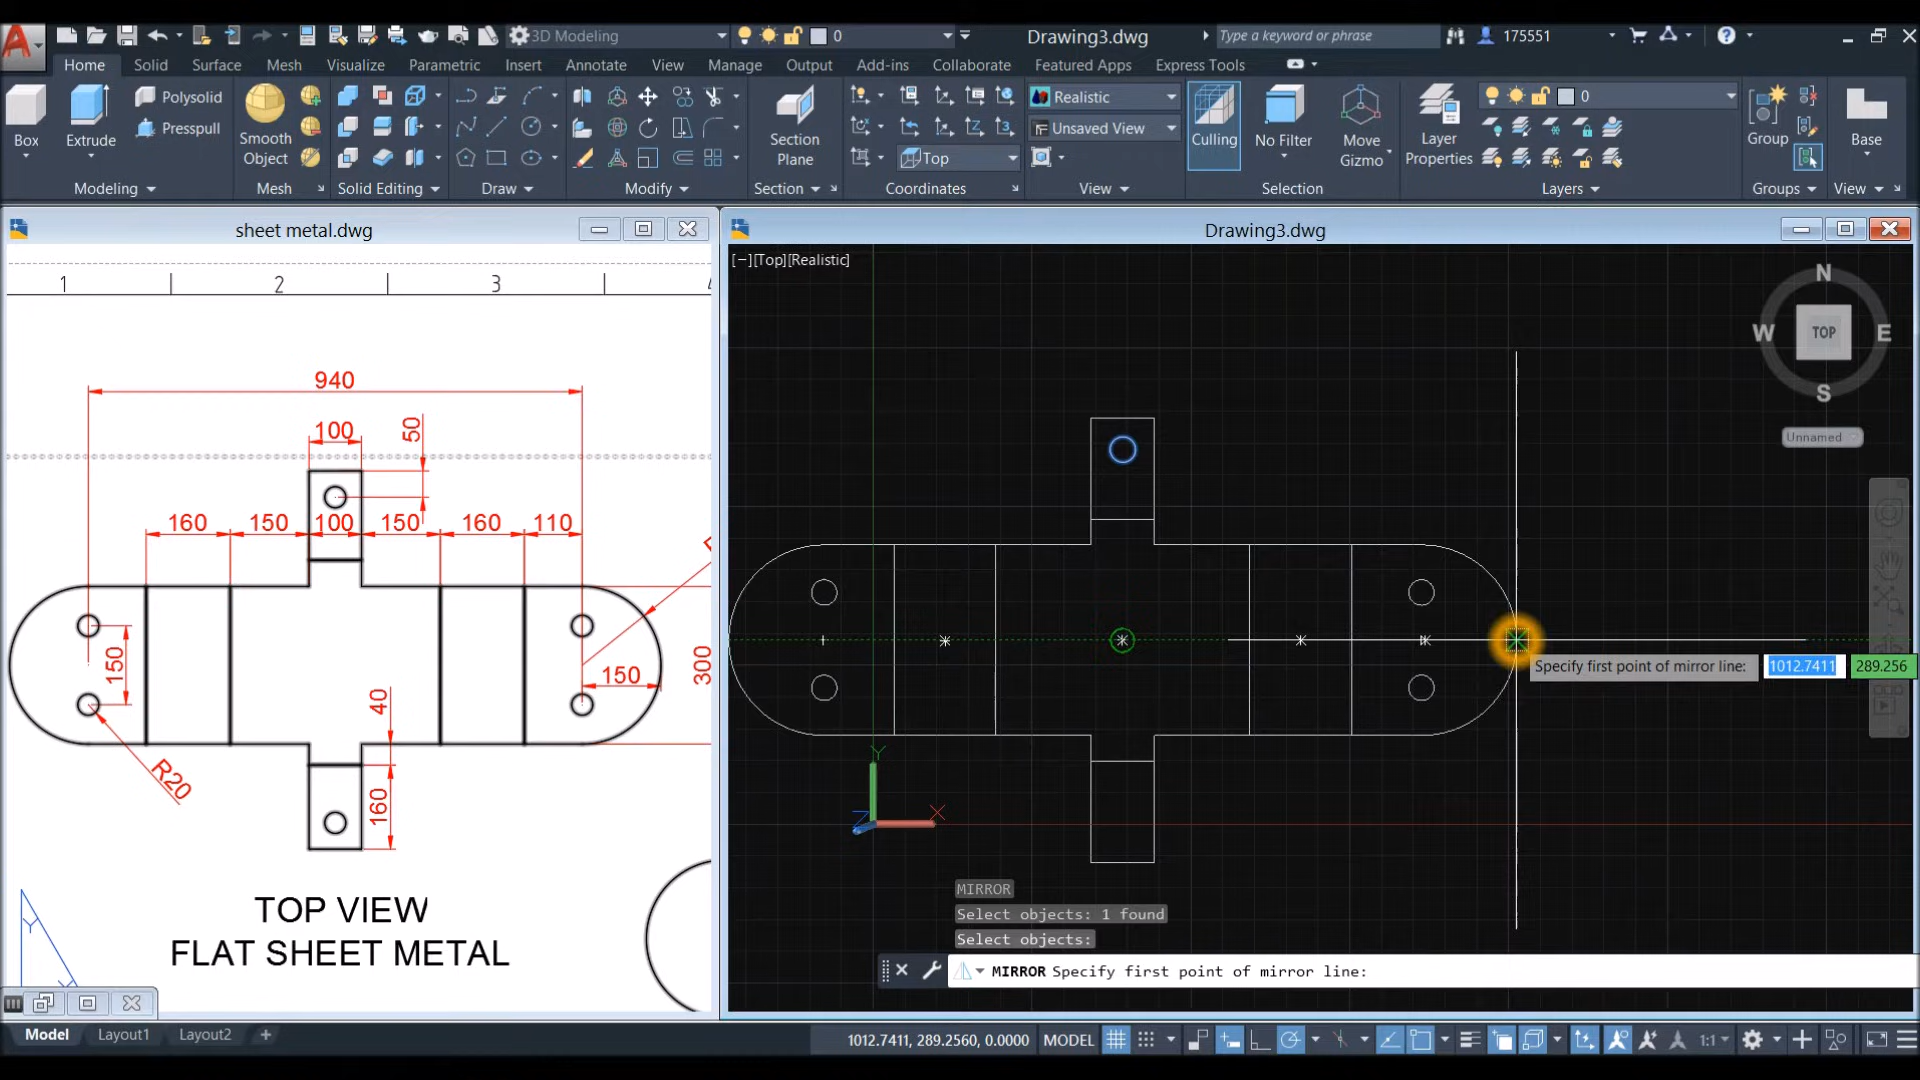 3D Modeling
0
Drawing3.dwg
Type a keyword or phrase
175551
Home Solid Surface Mesh Visualize Parametric Insert Annotate View Manage Output Add-ins Collaborate Featured Apps Express Tools
Box
Extrude
Polysolid
Presspull
Smooth
Object
Section
Plane
Top
Realistic
Unsaved View
Culling
No Filter
Move
Gizmo
Layer
Properties
0
Group
Base
Modeling Mesh Solid Editing Draw Modify Section Coordinates View Selection Layers Groups View
sheet metal.dwg
1 2 3
940
100
50
160 150 100 150 160 110
150
150
300
40
R20
160
TOP VIEW
FLAT SHEET METAL
Y
Drawing3.dwg
[−][Top][Realistic]
N
W TOP E
S
Unnamed
Specify first point of mirror line: 1012.7411 289.256
Y
Z X
MIRROR
Select objects: 1 found
Select objects:
MIRROR Specify first point of mirror line:
Model Layout1 Layout2 +
1012.7411, 289.2560, 0.0000 MODEL 1:1